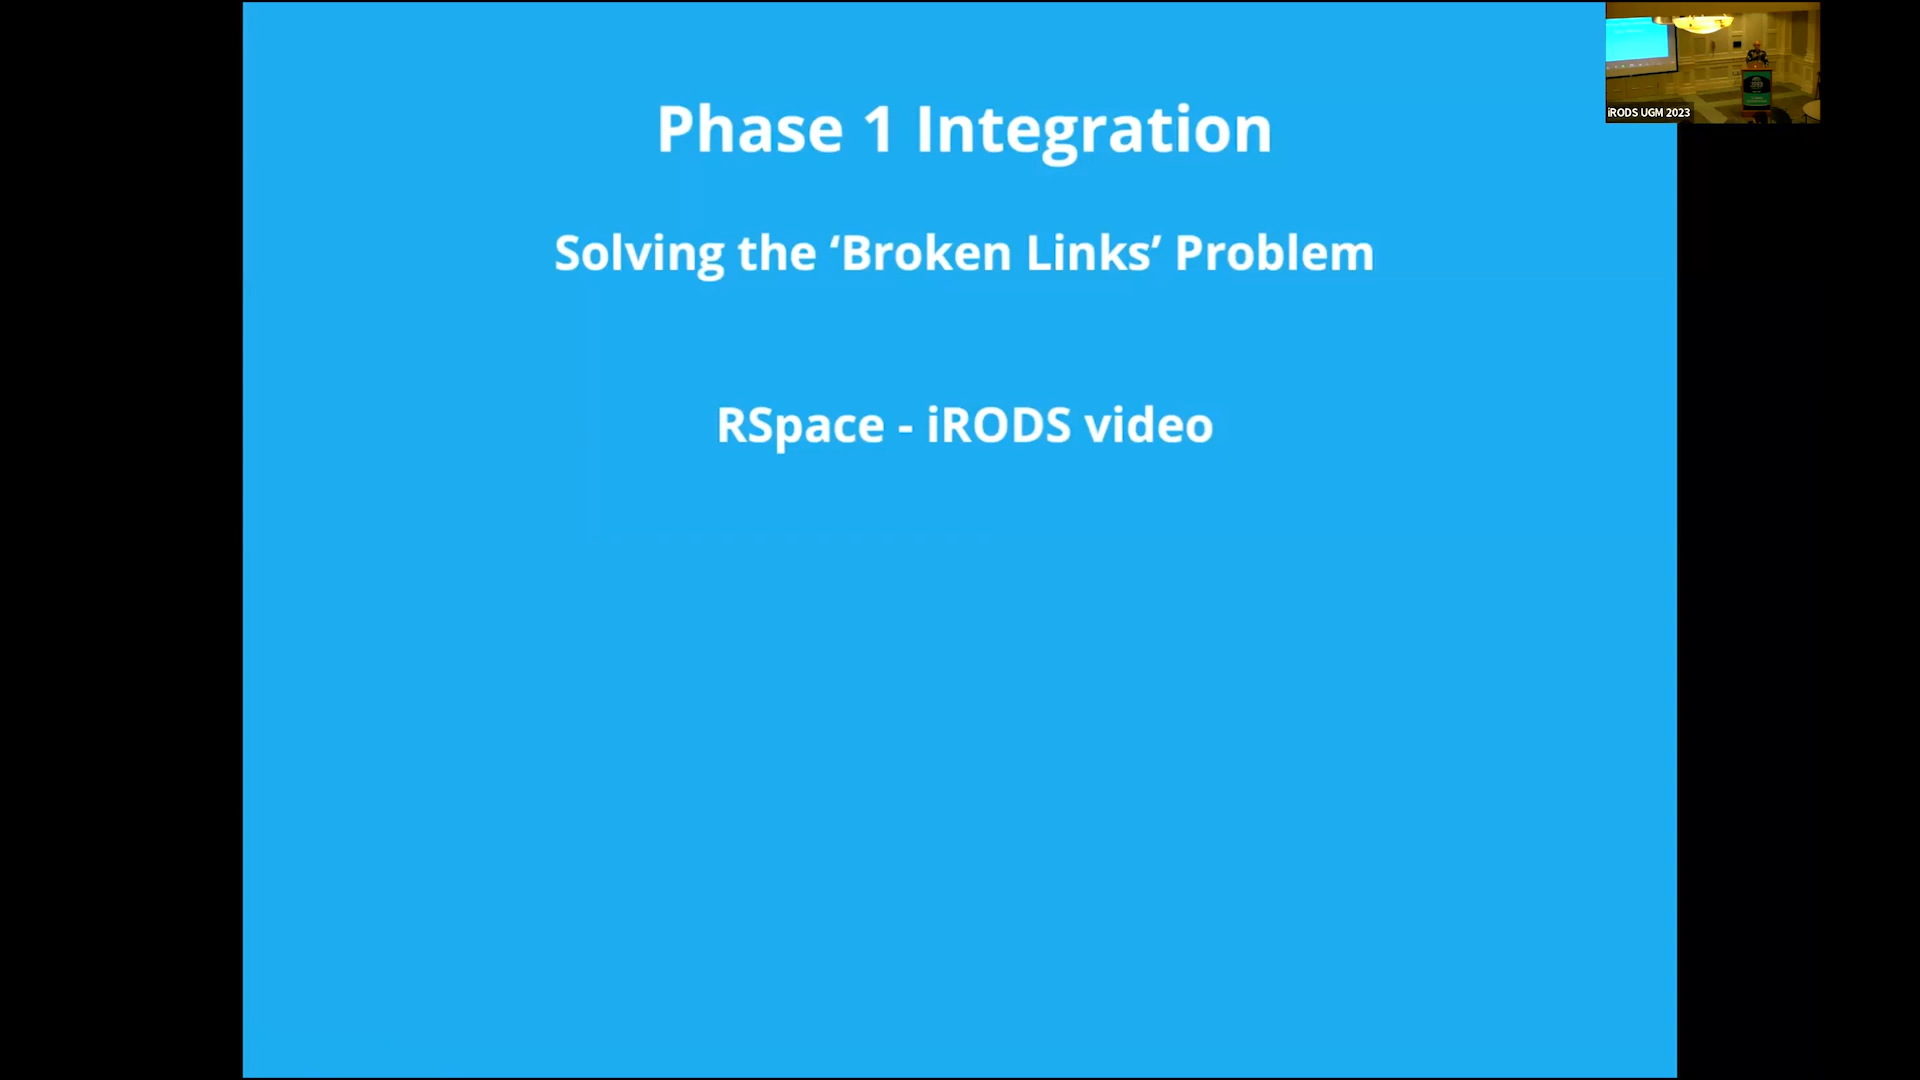 Phase 1 Integration
Solving the ‘Broken Links’ Problem
RSpace - iRODS video
iRODS UGM 2023